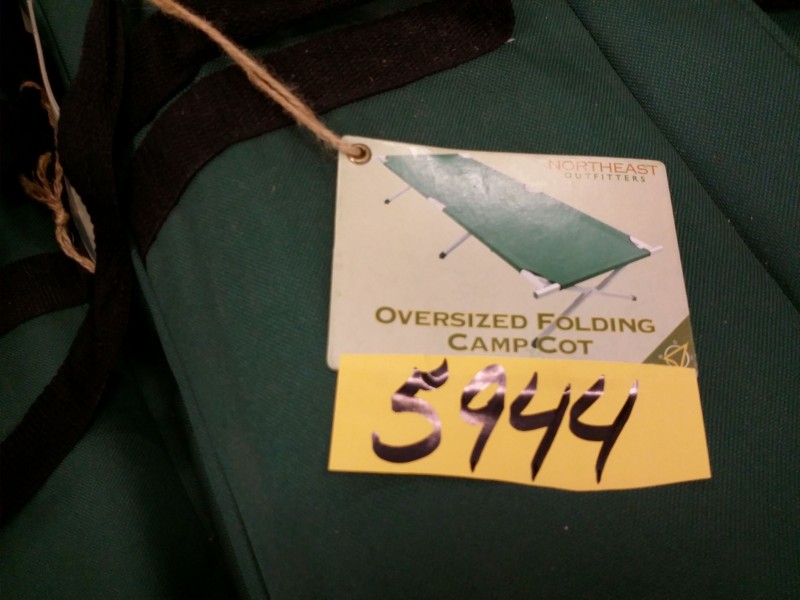 NORTHEAST
OUTFITTERS
OVERSIZED FOLDING
CAMP COT
5944